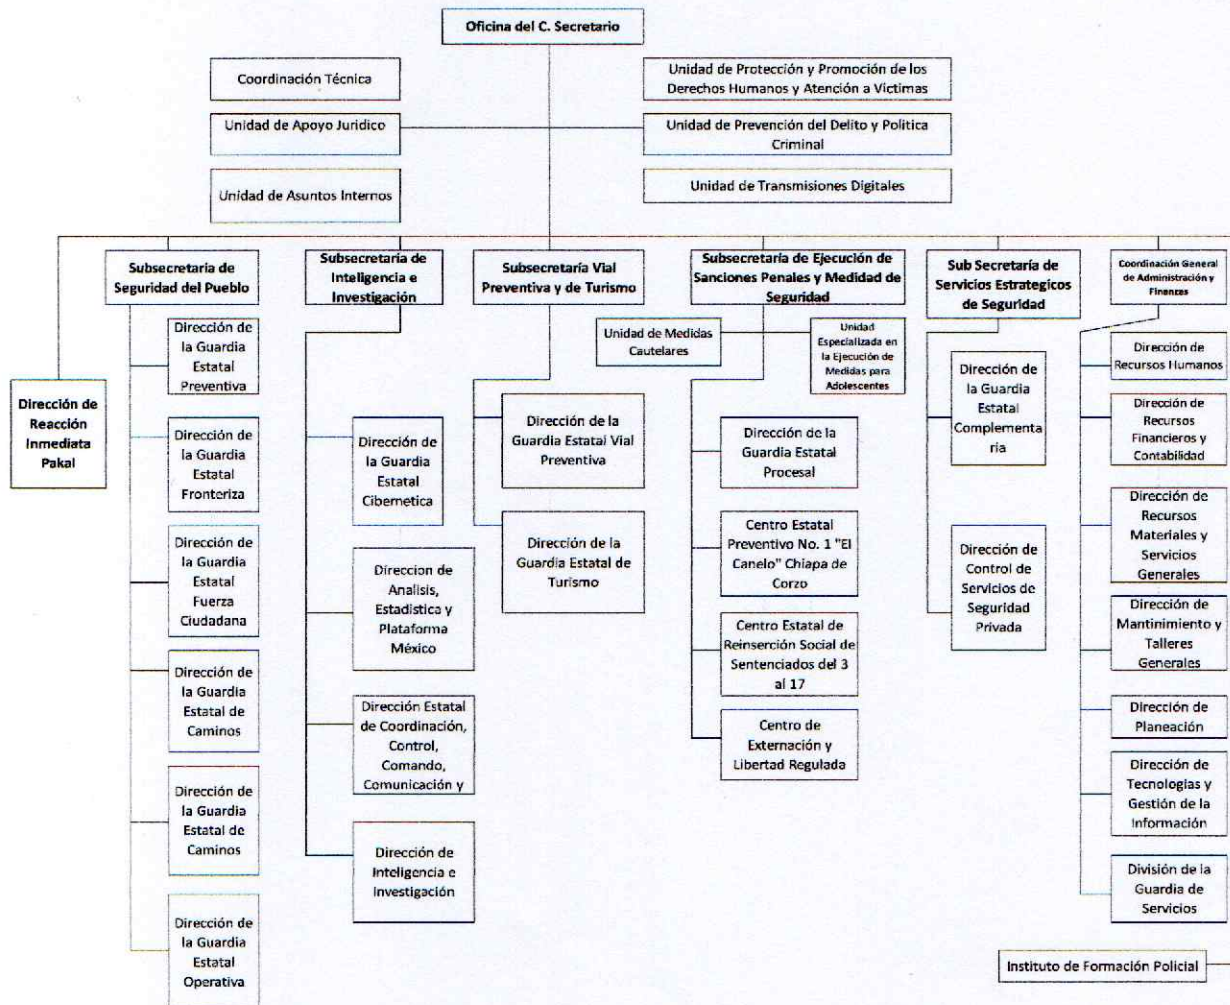 Oficina del C. Secretario
Coordinación Técnica
Unidad de Protección y Promoción de los
Derechos Humanos y Atención a Victimas
Unidad de Apoyo Juridico
Unidad de Prevención del Delito y Politica
Criminal
Unidad de Asuntos Internos
Unidad de Transmisiones Digitales
Dirección de
Reacción
Inmediata
Pakal
Subsecretaría de
Seguridad del Pueblo
Dirección de
la Guardia
Estatal
Preventiva
Dirección de
la Guardia
Estatal
Fronteriza
Dirección de
la Guardia
Estatal
Fuerza
Ciudadana
Dirección de
la Guardia
Estatal de
Caminos
Dirección de
la Guardia
Estatal de
Caminos
Dirección de
la Guardia
Estatal
Operativa
Subsecretaría de
Inteligencia e
Investigación
Dirección de
la Guardia
Estatal
Cibernetica
Direccion de
Analisis,
Estadistica y
Plataforma
México
Dirección Estatal
de Coordinación,
Control,
Comando,
Comunicación y
Dirección de
Inteligencia e
Investigación
Subsecretaría Vial
Preventiva y de Turismo
Dirección de la
Guardia Estatal Vial
Preventiva
Dirección de la
Guardia Estatal de
Turismo
Subsecretaría de Ejecución de
Sanciones Penales y Medidad de
Seguridad
Unidad de Medidas
Cautelares
Unidad
Especializada en
la Ejecución de
Medidas para
Adolescentes
Dirección de la
Guardia Estatal
Procesal
Centro Estatal
Preventivo No. 1 "El
Canelo" Chiapa de
Corzo
Centro Estatal de
Reinserción Social de
Sentenciados del 3
al 17
Centro de
Externación y
Libertad Regulada
Sub Secretaría de
Servicios Estrategicos
de Seguridad
Dirección de
la Guardia
Estatal
Complementa
ria
Dirección de
Control de
Servicios de
Seguridad
Privada
Coordinación General
de Administración y
Finanzas
Dirección de
Recursos Humanos
Dirección de
Recursos
Financieros y
Contabilidad
Dirección de
Recursos
Materiales y
Servicios
Generales
Dirección de
Mantinimiento y
Talleres
Generales
Dirección de
Planeación
Dirección de
Tecnologías y
Gestión de la
Información
División de la
Guardia de
Servicios
Instituto de Formación Policial